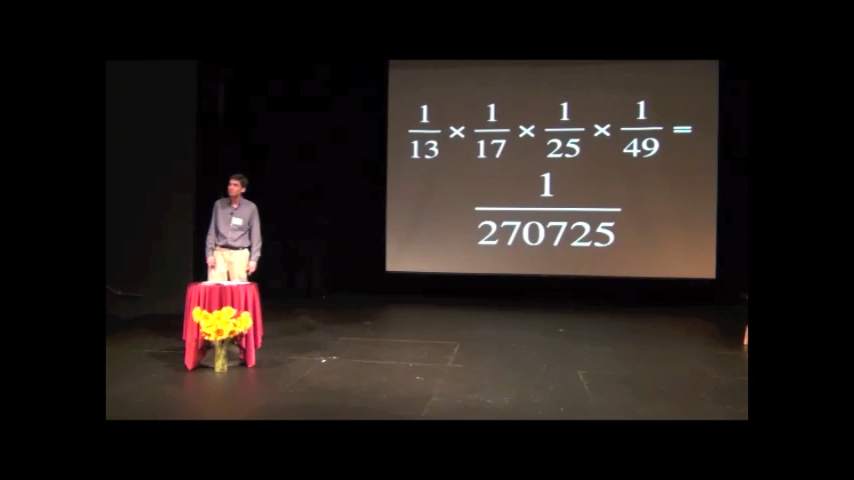 1/13 × 1/17 × 1/25 × 1/49 =
1/270725